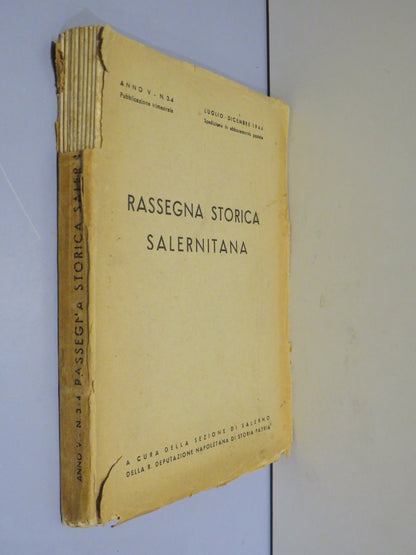 ANNO V - N. 3-4
Pubblicazione trimestrale
LUGLIO - DICEMBRE 1944
Spedizione in abbonamento postale
RASSEGNA STORICA
SALERNITANA
A CURA DELLA SEZIONE DI SALERNO
DELLA R. DEPUTAZIONE NAPOLETANA DI STORIA PATRIA
ANNO V - N. 3-4 RASSEGNA STORICA SALER